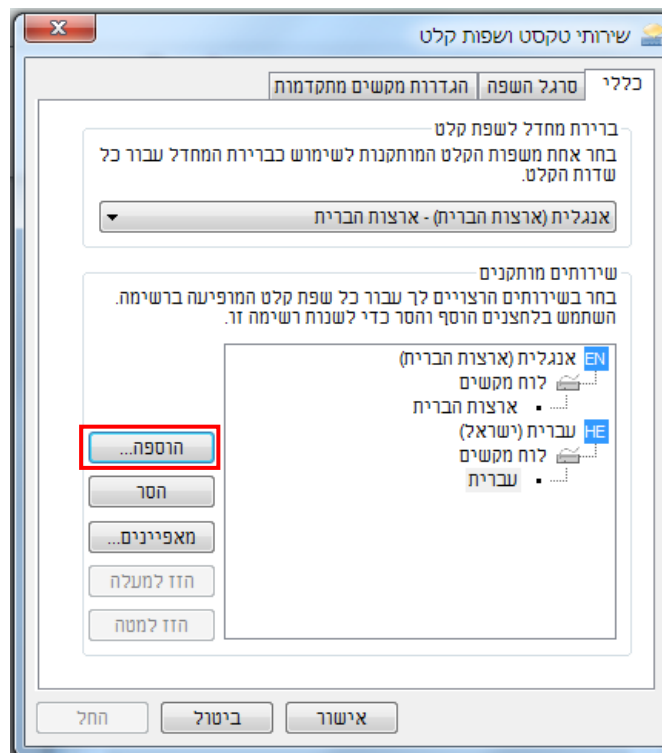 שירותי טקסט ושפות קלט
כללי
סרגל השפה
הגדרות מקשים מתקדמות
ברירת מחדל לשפת קלט
בחר אחת משפות הקלט המותקנות לשימוש כברירת המחדל עבור כל
שדות הקלט.
אנגלית (ארצות הברית) - ארצות הברית
שירותים מותקנים
בחר בשירותים הרצויים לך עבור כל שפת קלט המופיעה ברשימה.
השתמש בלחצנים הוסף והסר כדי לשנות רשימה זו.
EN אנגלית (ארצות הברית)
לוח מקשים
ארצות הברית
HE עברית (ישראל)
לוח מקשים
עברית
הוספה...
הסר
מאפיינים...
הזז למעלה
הזז למטה
אישור
ביטול
החל